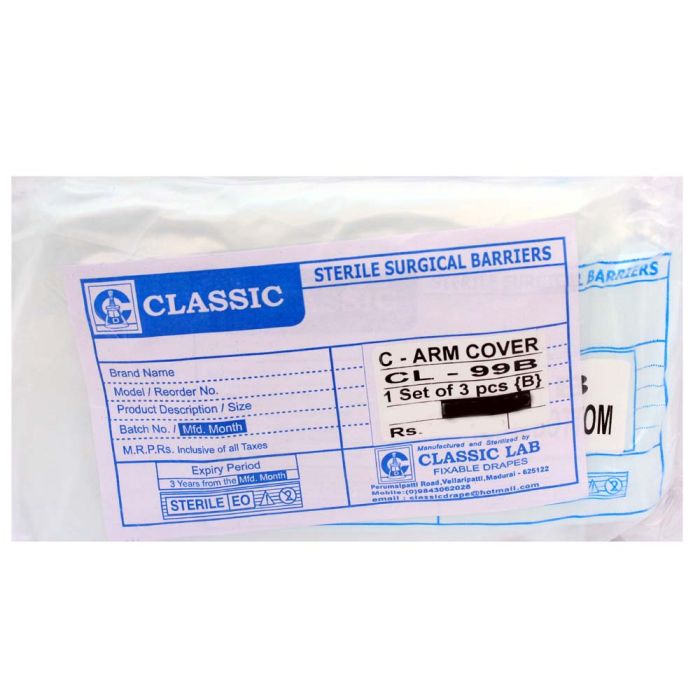 STERILE SURGICAL BARRIERS
CLASSIC
BARRIERS
Brand Name
C - ARM COVER
Model / Reorder No.
CL - 99B
Product Description / Size
1 Set of 3 pcs {B}
Batch No. / Mfd. Month
Rs.
M.R.P.Rs. Inclusive of all Taxes
OM
Expiry Period
3 Years from the Mfd. Month
STERILE EO
Manufactured and Sterilized by
CLASSIC LAB
FIXABLE DRAPES
Perumalpatti Road,Vellaripatti,Madurai - 625122
Mobile:(0)9843062028
email : classicdrape@hotmail.com